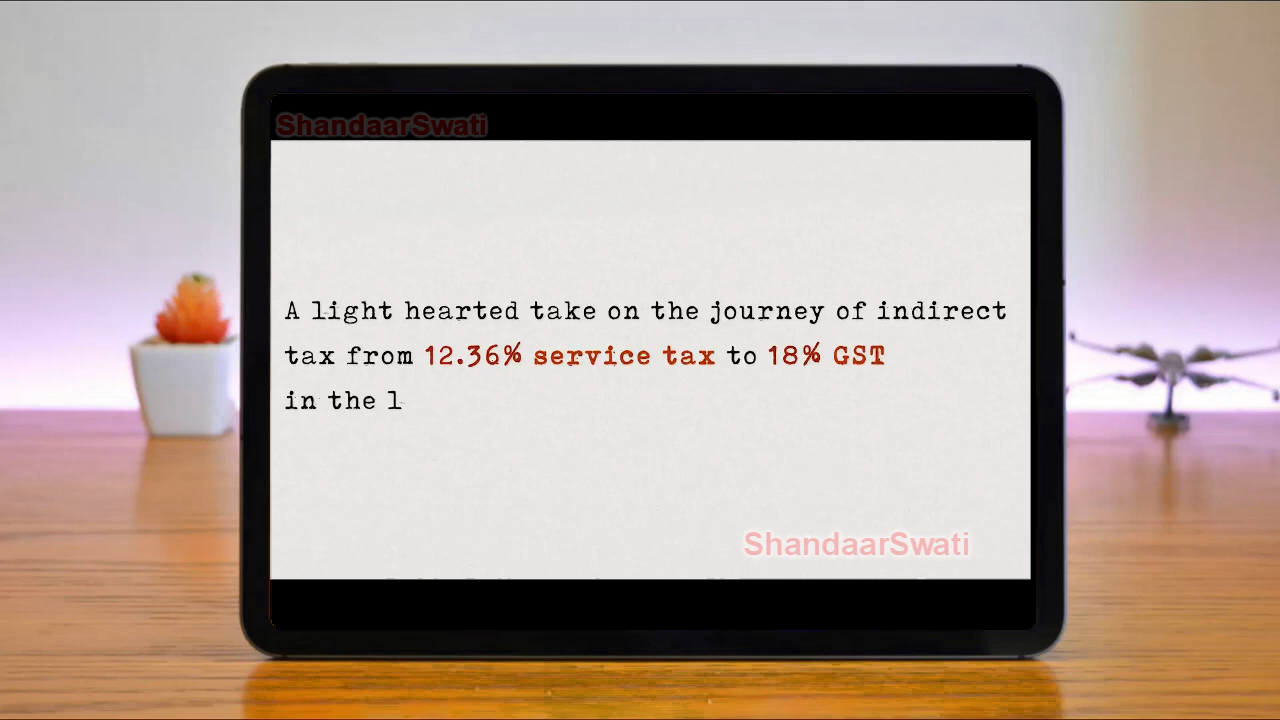 ShandaarSwati
A light hearted take on the journey of indirect
tax from 12.36% service tax to 18% GST
in the l
ShandaarSwati